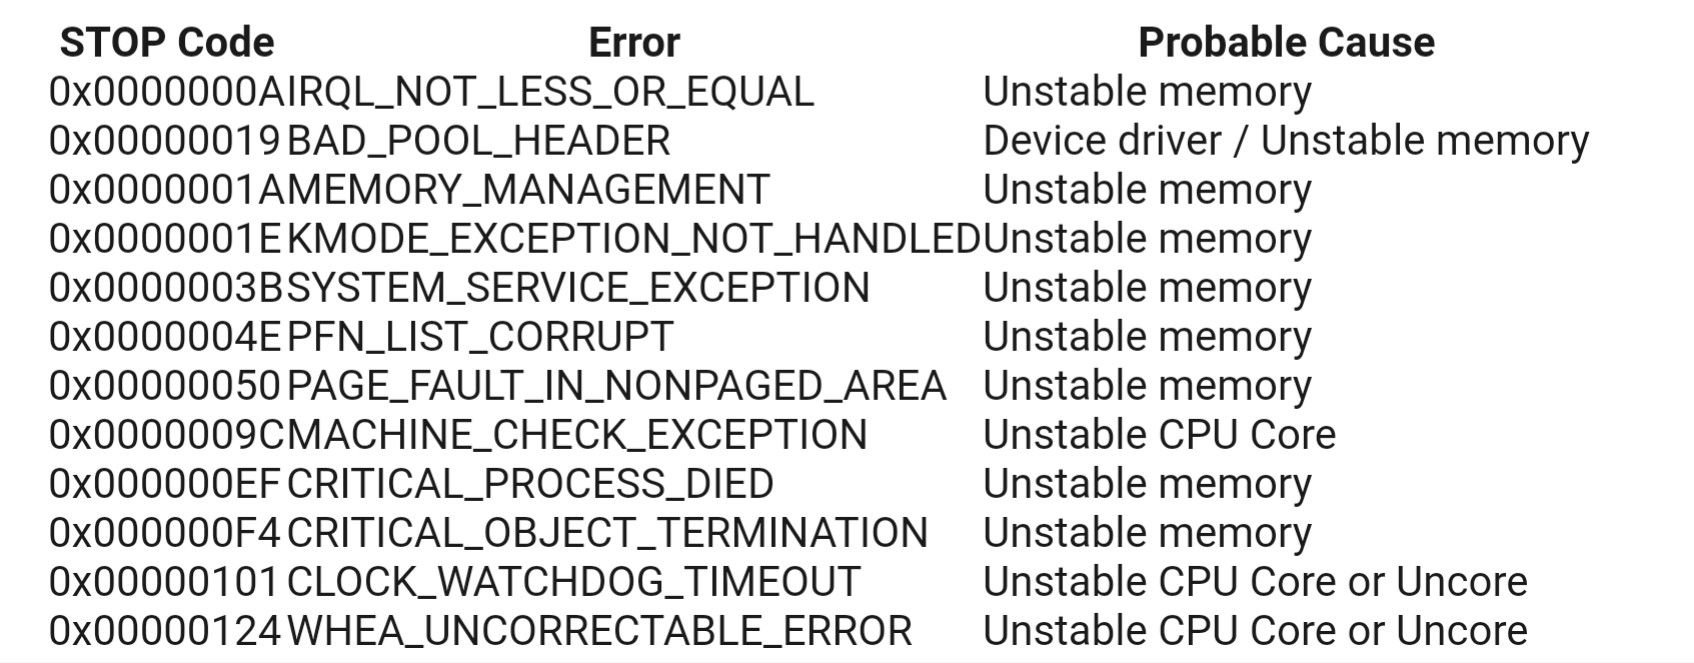 STOP Code Error Probable Cause
0x0000000A IRQL_NOT_LESS_OR_EQUAL Unstable memory
0x00000019 BAD_POOL_HEADER Device driver / Unstable memory
0x0000001A MEMORY_MANAGEMENT Unstable memory
0x0000001E KMODE_EXCEPTION_NOT_HANDLED Unstable memory
0x0000003B SYSTEM_SERVICE_EXCEPTION Unstable memory
0x0000004E PFN_LIST_CORRUPT Unstable memory
0x00000050 PAGE_FAULT_IN_NONPAGED_AREA Unstable memory
0x0000009C MACHINE_CHECK_EXCEPTION Unstable CPU Core
0x000000EF CRITICAL_PROCESS_DIED Unstable memory
0x000000F4 CRITICAL_OBJECT_TERMINATION Unstable memory
0x00000101 CLOCK_WATCHDOG_TIMEOUT Unstable CPU Core or Uncore
0x00000124 WHEA_UNCORRECTABLE_ERROR Unstable CPU Core or Uncore